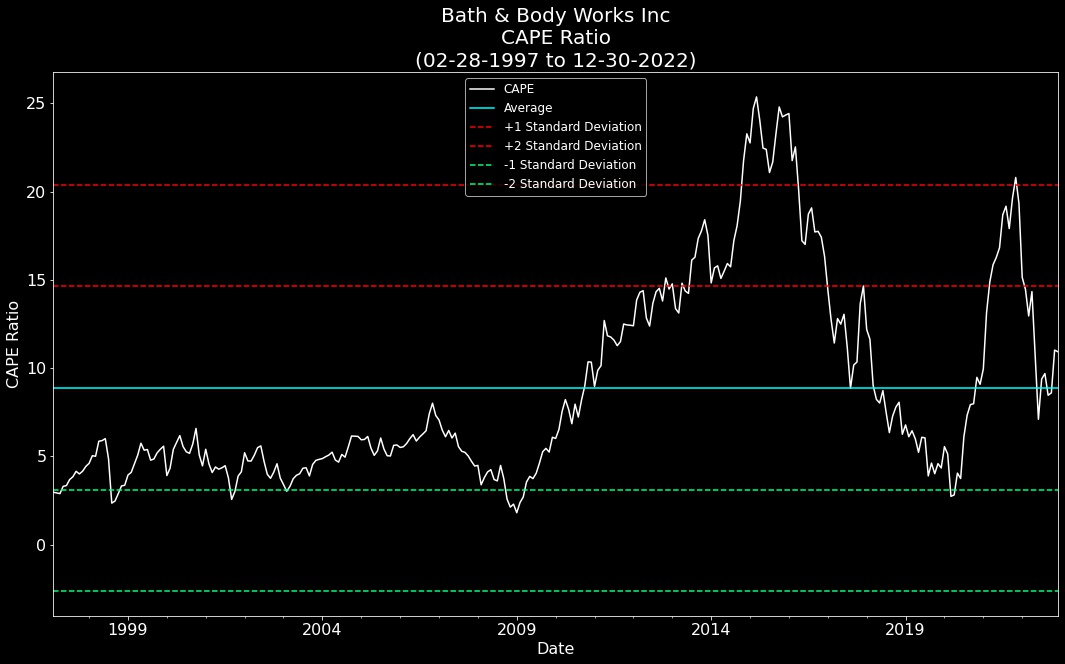 Bath & Body Works Inc
CAPE Ratio
(02-28-1997 to 12-30-2022)
CAPE
Average
+1 Standard Deviation
+2 Standard Deviation
-1 Standard Deviation
-2 Standard Deviation
25
20
15
10
5
0
CAPE Ratio
1999
2004
2009
2014
2019
Date